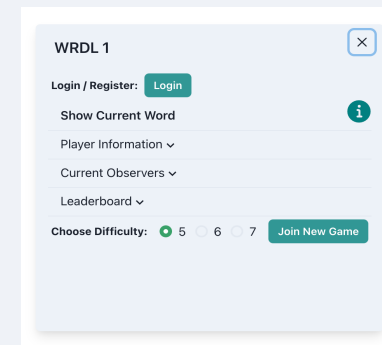 WRDL 1
Login / Register: Login
Show Current Word
Player Information
Current Observers
Leaderboard
Choose Difficulty: 5 6 7 Join New Game